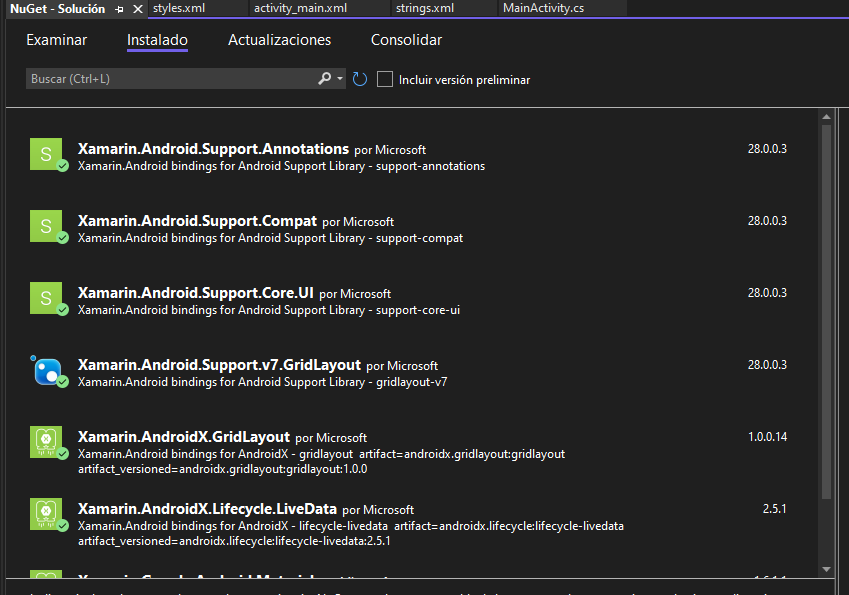 NuGet - Solución
styles.xml
activity_main.xml
strings.xml
MainActivity.cs
Examinar
Instalado
Actualizaciones
Consolidar
Buscar (Ctrl+L)
Incluir versión preliminar
S
Xamarin.Android.Support.Annotations por Microsoft
28.0.0.3
Xamarin.Android bindings for Android Support Library - support-annotations
S
Xamarin.Android.Support.Compat por Microsoft
28.0.0.3
Xamarin.Android bindings for Android Support Library - support-compat
S
Xamarin.Android.Support.Core.UI por Microsoft
28.0.0.3
Xamarin.Android bindings for Android Support Library - support-core-ui
Xamarin.Android.Support.v7.GridLayout por Microsoft
28.0.0.3
Xamarin.Android bindings for Android Support Library - gridlayout-v7
Xamarin.AndroidX.GridLayout por Microsoft
1.0.0.14
Xamarin.Android bindings for AndroidX - gridlayout artifact=androidx.gridlayout:gridlayout
artifact_versioned=androidx.gridlayout:gridlayout:1.0.0
Xamarin.AndroidX.Lifecycle.LiveData por Microsoft
2.5.1
Xamarin.Android bindings for AndroidX - lifecycle-livedata artifact=androidx.lifecycle:lifecycle-livedata
artifact_versioned=androidx.lifecycle:lifecycle-livedata:2.5.1